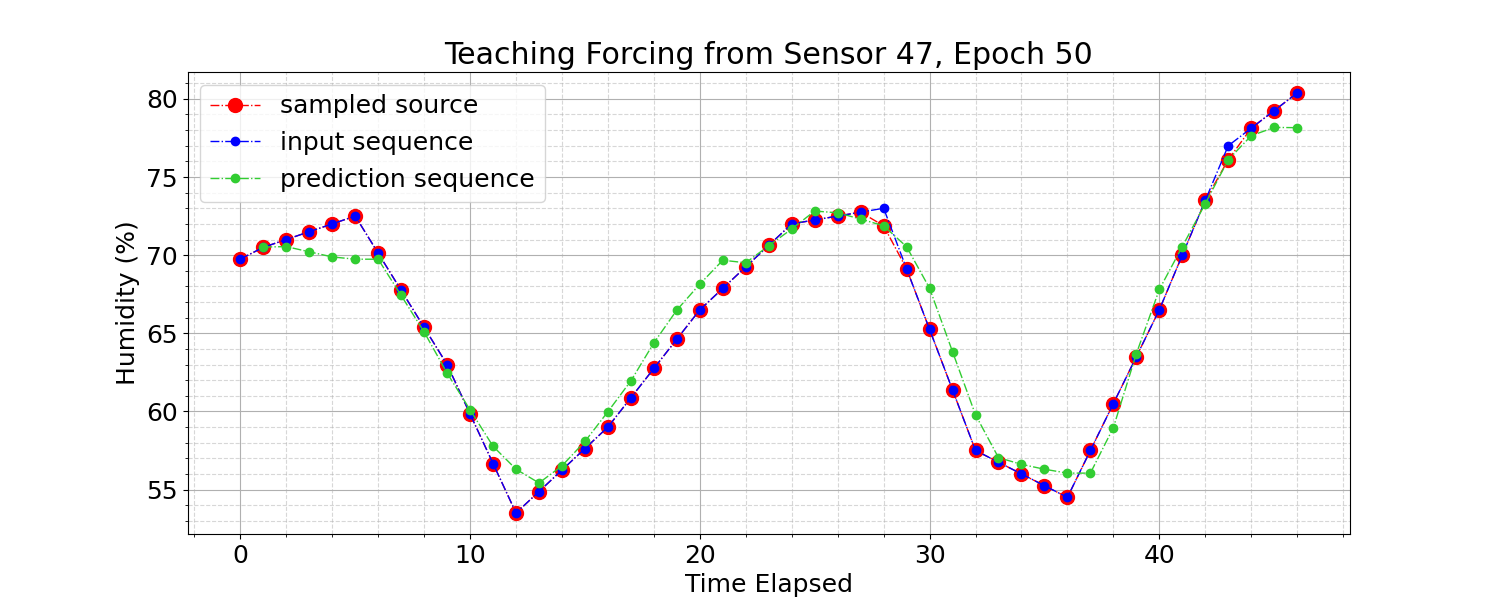 Teaching Forcing from Sensor 47, Epoch 50
sampled source
input sequence
prediction sequence
80
75
70
65
60
55
Humidity (%)
0 10 20 30 40
Time Elapsed